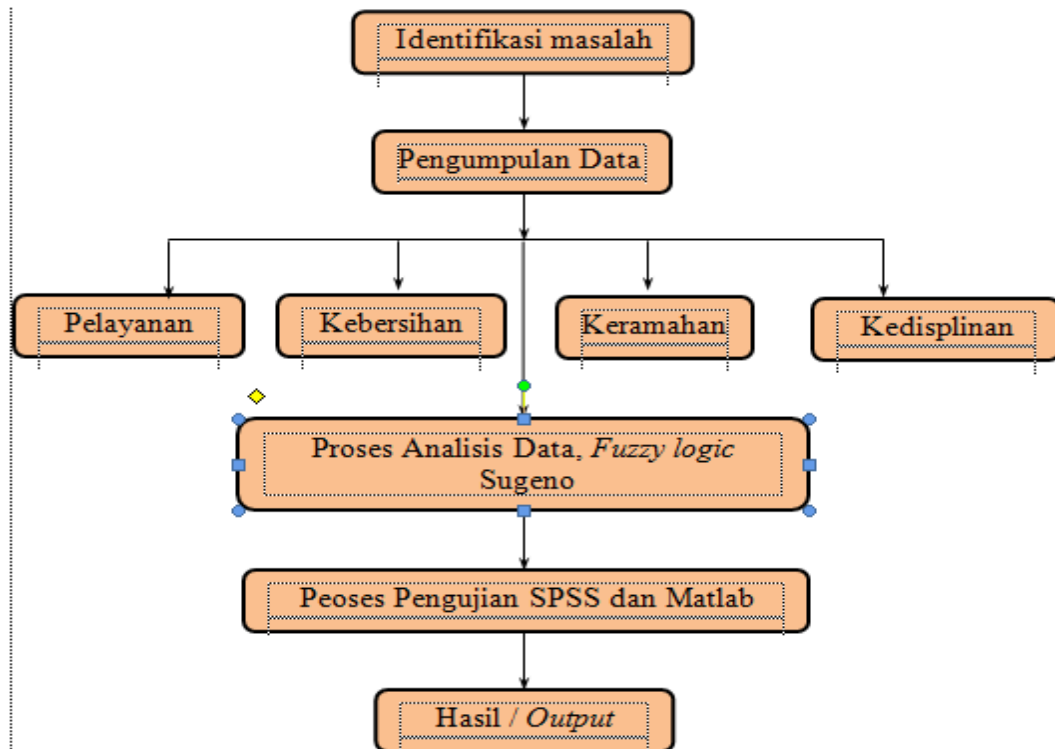 Identifikasi masalah
Pengumpulan Data
Pelayanan
Kebersihan
Keramahan
Kedisplinan
Proses Analisis Data, Fuzzy logic
Sugeno
Peoses Pengujian SPSS dan Matlab
Hasil / Output